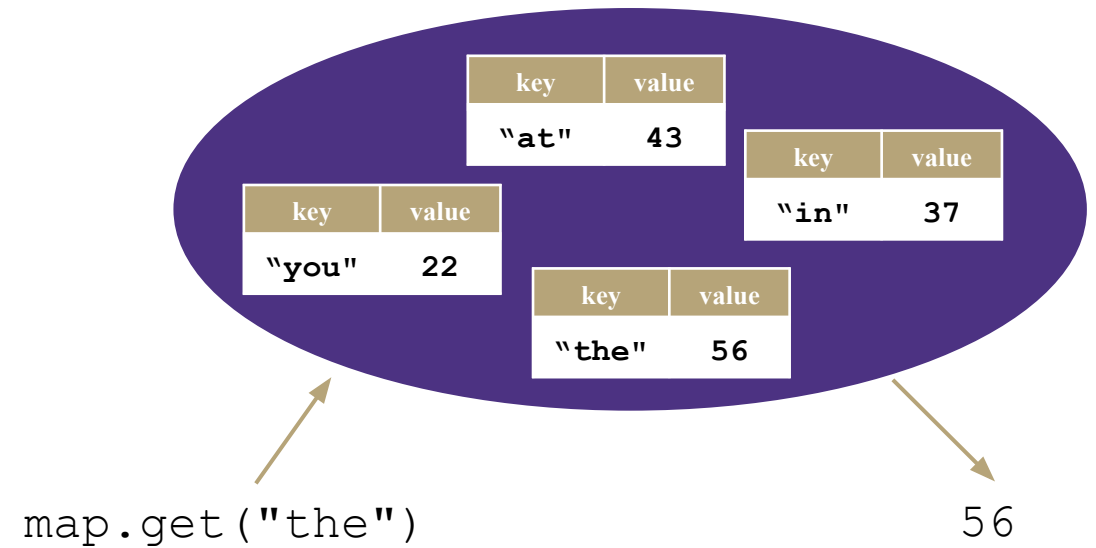 key value
“at" 43
key value
“in" 37
key value
“you" 22
key value
“the" 56
map.get("the")
56